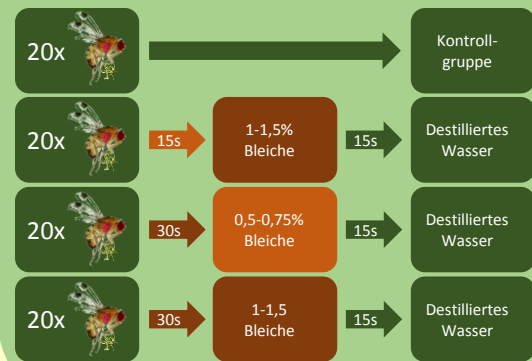 20x
Kontroll-
gruppe
20x
15s
1-1,5%
Bleiche
15s
Destilliertes
Wasser
20x
30s
0,5-0,75%
Bleiche
15s
Destilliertes
Wasser
20x
30s
1-1,5
Bleiche
15s
Destilliertes
Wasser